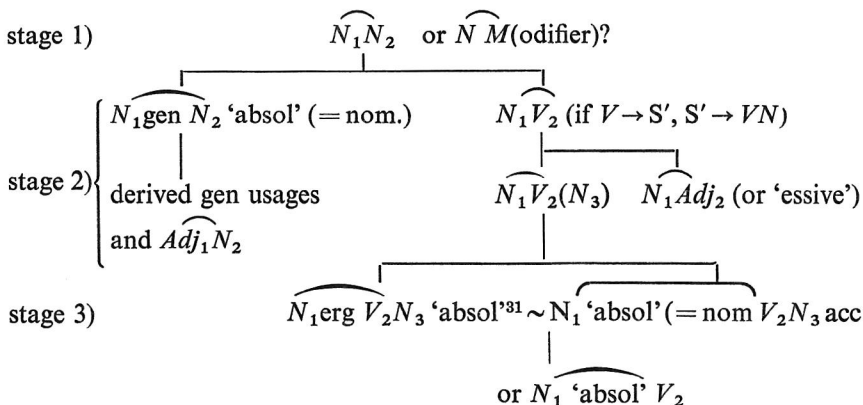 stage 1) N₁N₂ or N M(odifier)?
N₁gen N₂ 'absol' (= nom.) N₁V₂ (if V → S′, S′ → VN)
stage 2) derived gen usages N₁V₂(N₃) N₁Adj₂ (or 'essive')
and Adj₁N₂
stage 3) N₁erg V₂N₃ 'absol'³¹ ~ N₁ 'absol' (= nom V₂N₃ acc
or N₁ 'absol' V₂